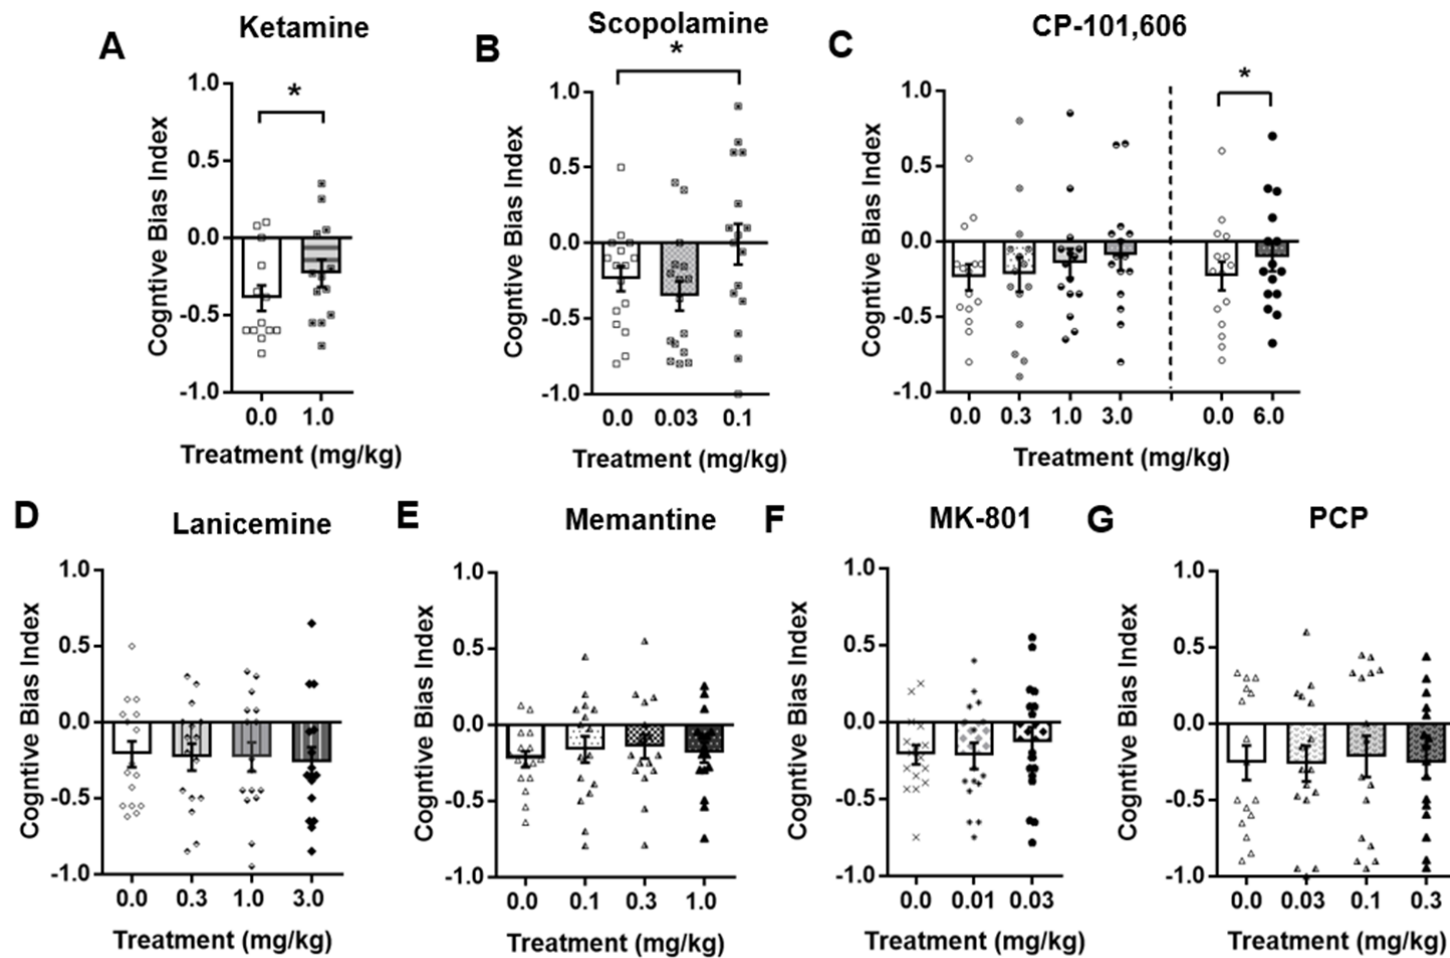 A
Ketamine
*
1.0
0.5
0.0
-0.5
-1.0
Cogntive Bias Index
0.0 1.0
Treatment (mg/kg)
B
Scopolamine
*
1.0
0.5
0.0
-0.5
-1.0
Cogntive Bias Index
0.0 0.03 0.1
Treatment (mg/kg)
C
CP-101,606
*
1.0
0.5
0.0
-0.5
-1.0
Cogntive Bias Index
0.0 0.3 1.0 3.0 0.0 6.0
Treatment (mg/kg)
D
Lanicemine
1.0
0.5
0.0
-0.5
-1.0
Cogntive Bias Index
0.0 0.3 1.0 3.0
Treatment (mg/kg)
E
Memantine
1.0
0.5
0.0
-0.5
-1.0
Cogntive Bias Index
0.0 0.1 0.3 1.0
Treatment (mg/kg)
F
MK-801
1.0
0.5
0.0
-0.5
-1.0
Cogntive Bias Index
0.0 0.01 0.03
Treatment (mg/kg)
G
PCP
1.0
0.5
0.0
-0.5
-1.0
Cogntive Bias Index
0.0 0.03 0.1 0.3
Treatment (mg/kg)